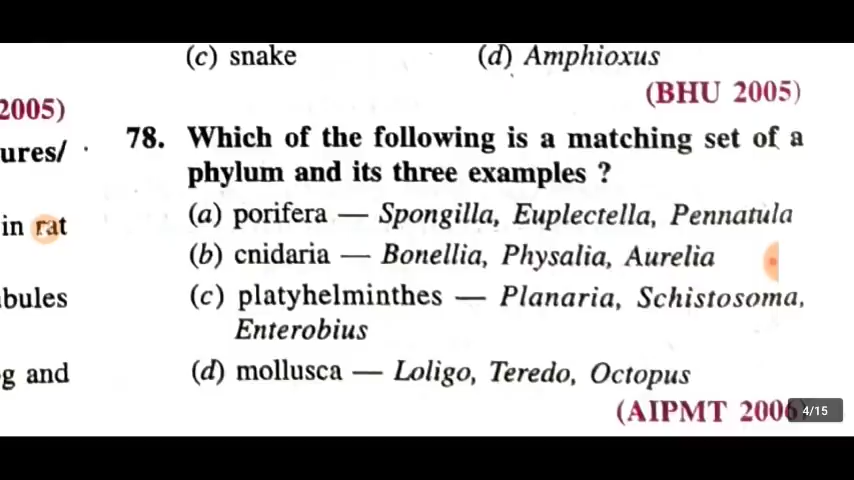 (c) snake (d) Amphioxus
2005)
(BHU 2005)
ures/
78. Which of the following is a matching set of a
phylum and its three examples ?
(a) porifera — Spongilla, Euplectella, Pennatula
in rat
(b) cnidaria — Bonellia, Physalia, Aurelia
bules
(c) platyhelminthes — Planaria, Schistosoma,
Enterobius
g and
(d) mollusca — Loligo, Teredo, Octopus
(AIPMT 2006)
4/15